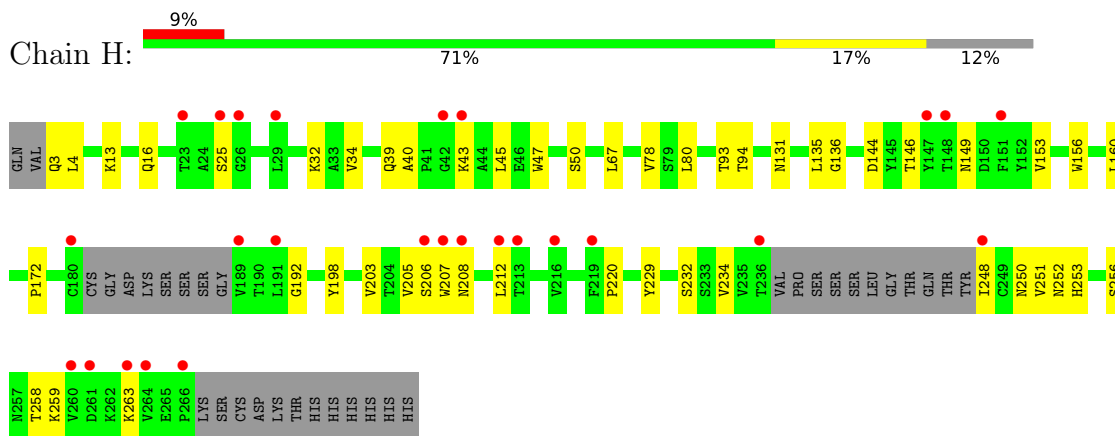 9%
Chain H:
71% 17% 12%
GLN VAL Q3 L4 K13 Q16 T23 A24 S25 G26 L29 K32 A33 V34 Q39 A40 P41 G42 K43 A44 L45 E46 W47 S50 L67 V78 S79 L80 T93 T94 N131 L135 G136 D144 Y145 T146 Y147 T148 N149 D150 F151 Y152 V153 W156 L160
P172 C180 CYS GLY ASP LYS SER SER SER GLY V189 T190 L191 G192 Y198 V203 T204 V205 S206 W207 N208 L212 T213 V216 F219 P220 Y229 S232 S233 V234 V235 T236 VAL PRO SER SER SER LEU GLY THR GLN THR TYR I248 C249 N250 V251 N252 H253 S256
N257 T258 K259 V260 D261 K262 K263 V264 E265 P266 LYS SER CYS ASP LYS THR HIS HIS HIS HIS HIS HIS